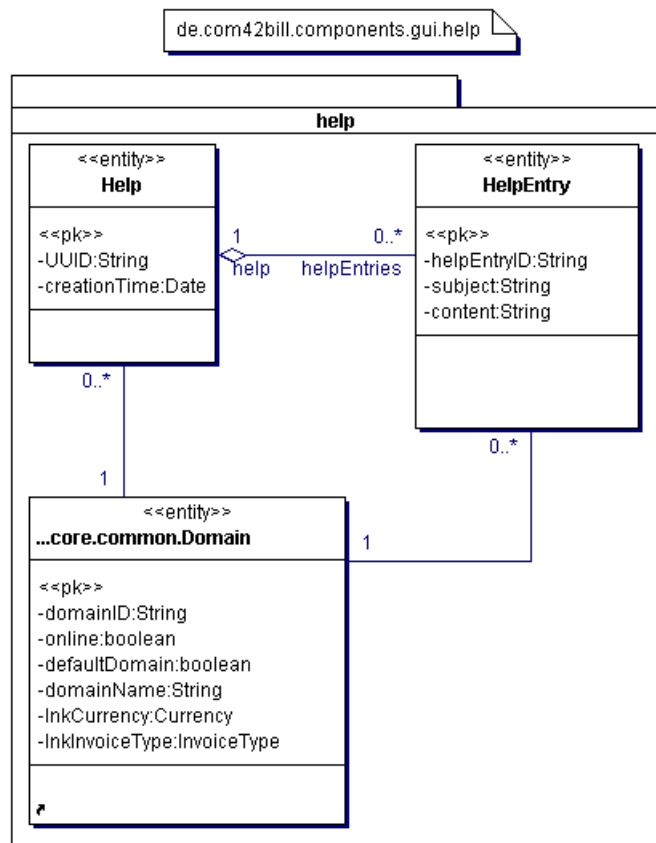 de.com42bill.components.gui.help
help
<<entity>>
Help
<<pk>>
-UUID:String
-creationTime:Date
1
0..*
help
helpEntries
<<entity>>
HelpEntry
<<pk>>
-helpEntryID:String
-subject:String
-content:String
0..*
0..*
1
1
<<entity>>
...core.common.Domain
<<pk>>
-domainID:String
-online:boolean
-defaultDomain:boolean
-domainName:String
-lnkCurrency:Currency
-lnkInvoiceType:InvoiceType